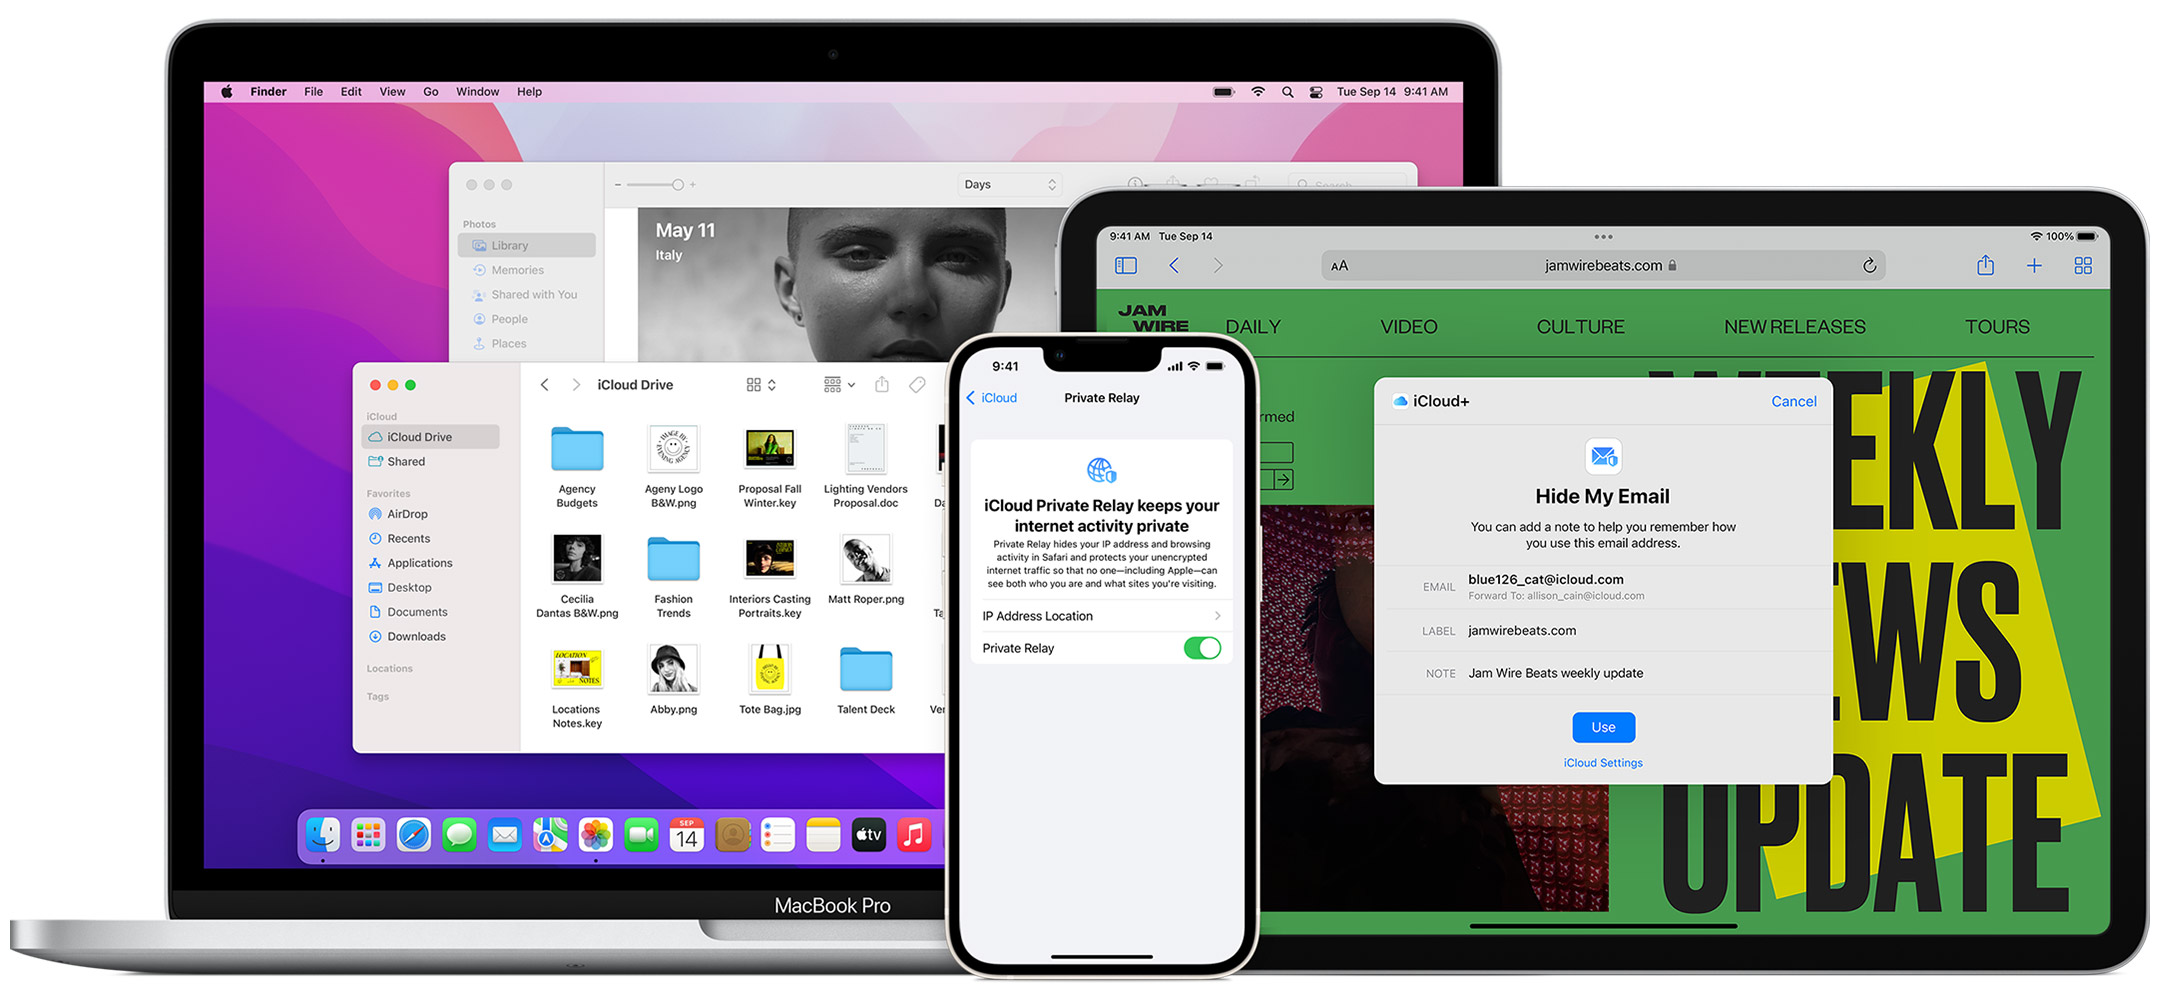 Finder File Edit View Go Window Help
Tue Sep 14 9:41 AM
Days
Search
Photos
Library
Memories
Shared with You
People
Places
May 11
Italy
iCloud Drive
iCloud
iCloud Drive
Shared
Favorites
AirDrop
Recents
Applications
Desktop
Documents
Downloads
Locations
Tags
Agency
Budgets
Ageny Logo
B&W.png
Proposal Fall
Winter.key
Lighting Vendors
Proposal.doc
Cecilia
Dantas B&W.png
Fashion
Trends
Interiors Casting
Portraits.key
Matt Roper.png
LOCATION
NOTES
Locations
Notes.key
Abby.png
Tote Bag.jpg
Talent Deck
SEP
14
tv
MacBook Pro
9:41
iCloud
Private Relay
iCloud Private Relay keeps your
internet activity private
Private Relay hides your IP address and browsing
activity in Safari and protects your unencrypted
internet traffic so that no one—including Apple—can
see both who you are and what sites you're visiting.
IP Address Location
Private Relay
9:41 AM Tue Sep 14
100%
AA
jamwirebeats.com
JAM
WIRE
DAILY VIDEO CULTURE NEW RELEASES TOURS
WEEKLY
UPDATE
iCloud+
Cancel
Hide My Email
You can add a note to help you remember how
you use this email address.
EMAIL blue126_cat@icloud.com
Forward To: allison_cain@icloud.com
LABEL jamwirebeats.com
NOTE Jam Wire Beats weekly update
Use
iCloud Settings